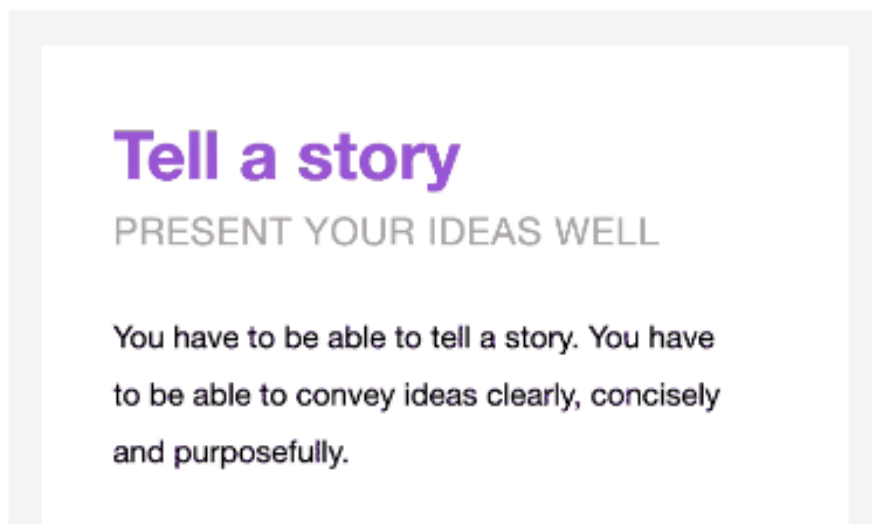 Tell a story
PRESENT YOUR IDEAS WELL
You have to be able to tell a story. You have
to be able to convey ideas clearly, concisely
and purposefully.